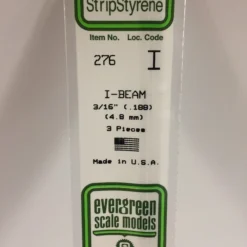 StripStyrene
Item No. Loc. Code
276 I
I-BEAM
3/16" (.188)
(4.8 mm)
3 Pieces
Made in U.S.A.
evergreen
scale models